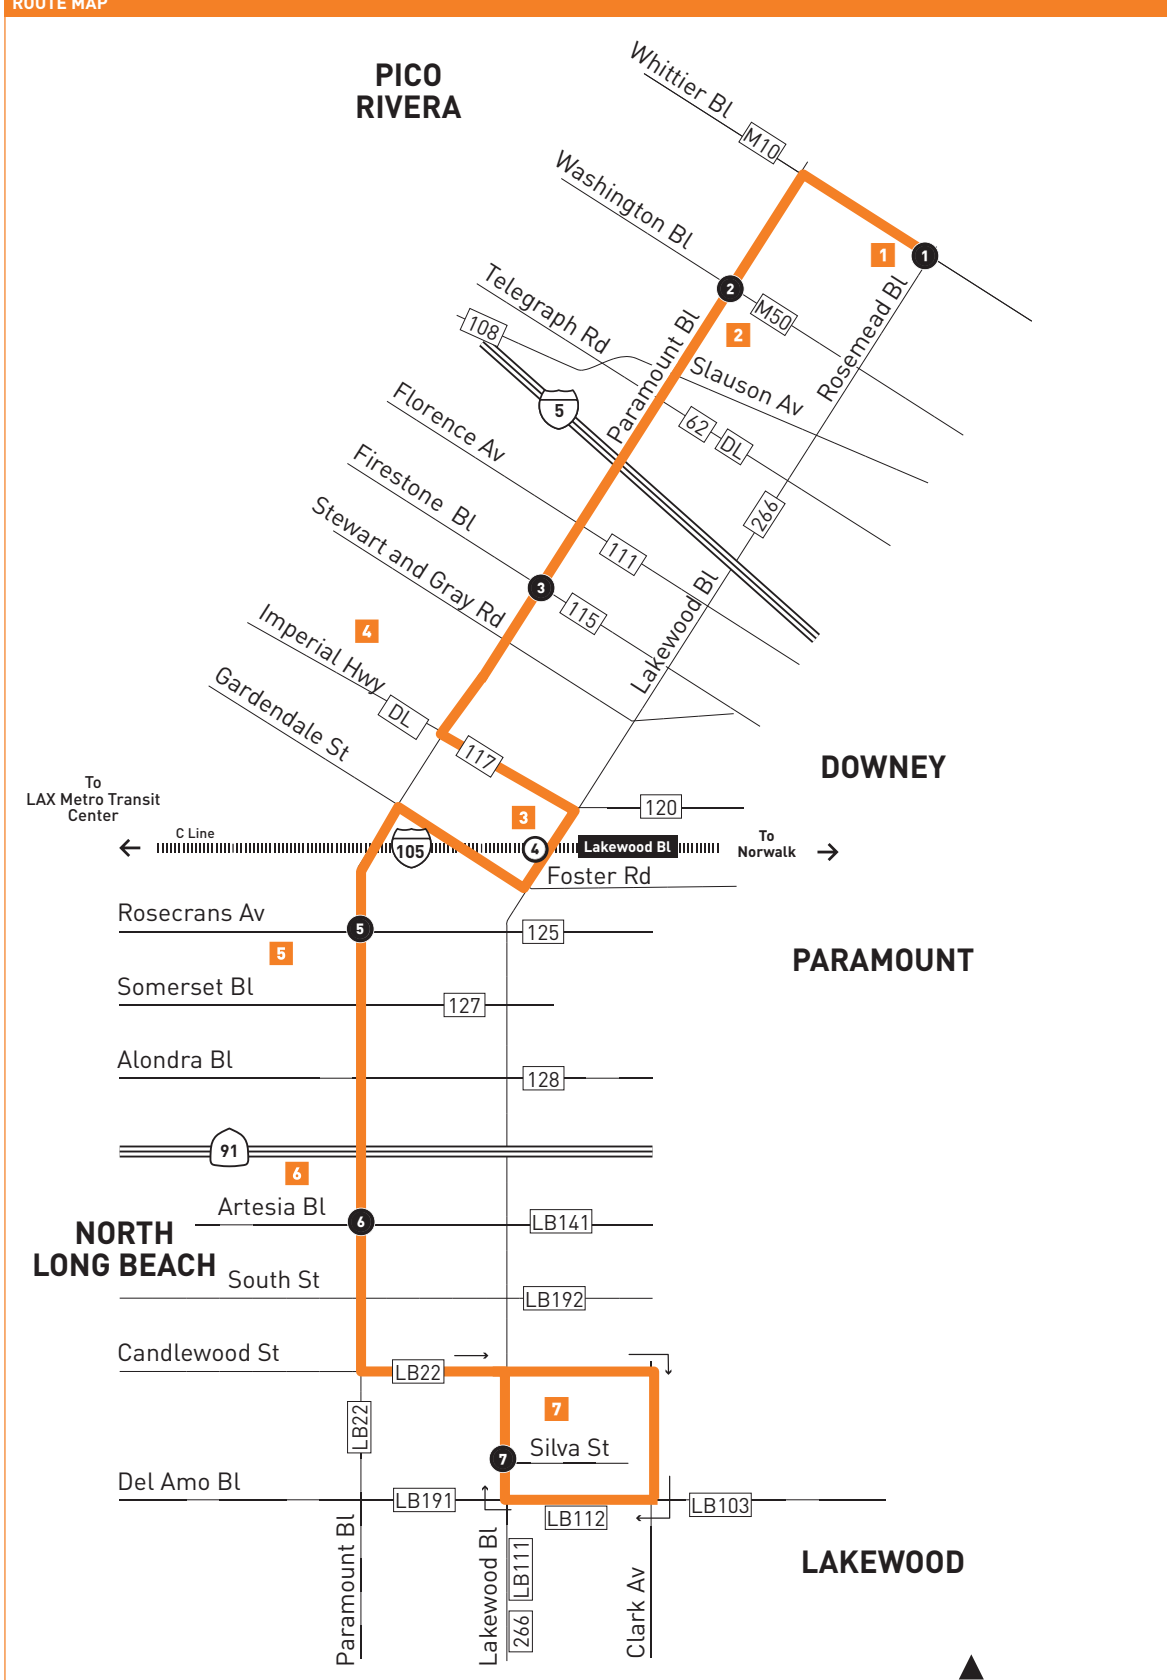 ROUTE MAP
PICO
RIVERA
Whittier Bl
M10
Washington Bl
1
1
2
M50
2
Telegraph Rd
108
Paramount Bl
Slauson Av
Rosemead Bl
5
62
DL
Florence Av
266
Firestone Bl
111
Stewart and Gray Rd
3
115
Lakewood Bl
4
Imperial Hwy
DL
Gardendale St
117
DOWNEY
To
LAX Metro Transit
Center
120
3
C Line
105
4
Lakewood Bl
To
Norwalk
Foster Rd
Rosecrans Av
5
125
5
PARAMOUNT
Somerset Bl
127
Alondra Bl
128
91
6
Artesia Bl
6
LB141
NORTH
LONG BEACH
South St
LB192
Candlewood St
LB22
7
LB22
Silva St
7
Del Amo Bl
LB191
LB112
LB103
Paramount Bl
Lakewood Bl
LB111
266
Clark Av
LAKEWOOD